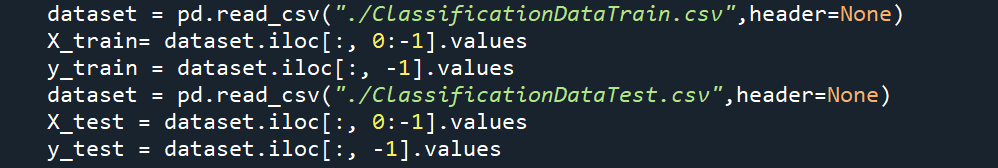 dataset = pd.read_csv("./ClassificationDataTrain.csv",header=None)
X_train= dataset.iloc[:, 0:-1].values
y_train = dataset.iloc[:, -1].values
dataset = pd.read_csv("./ClassificationDataTest.csv",header=None)
X_test = dataset.iloc[:, 0:-1].values
y_test = dataset.iloc[:, -1].values